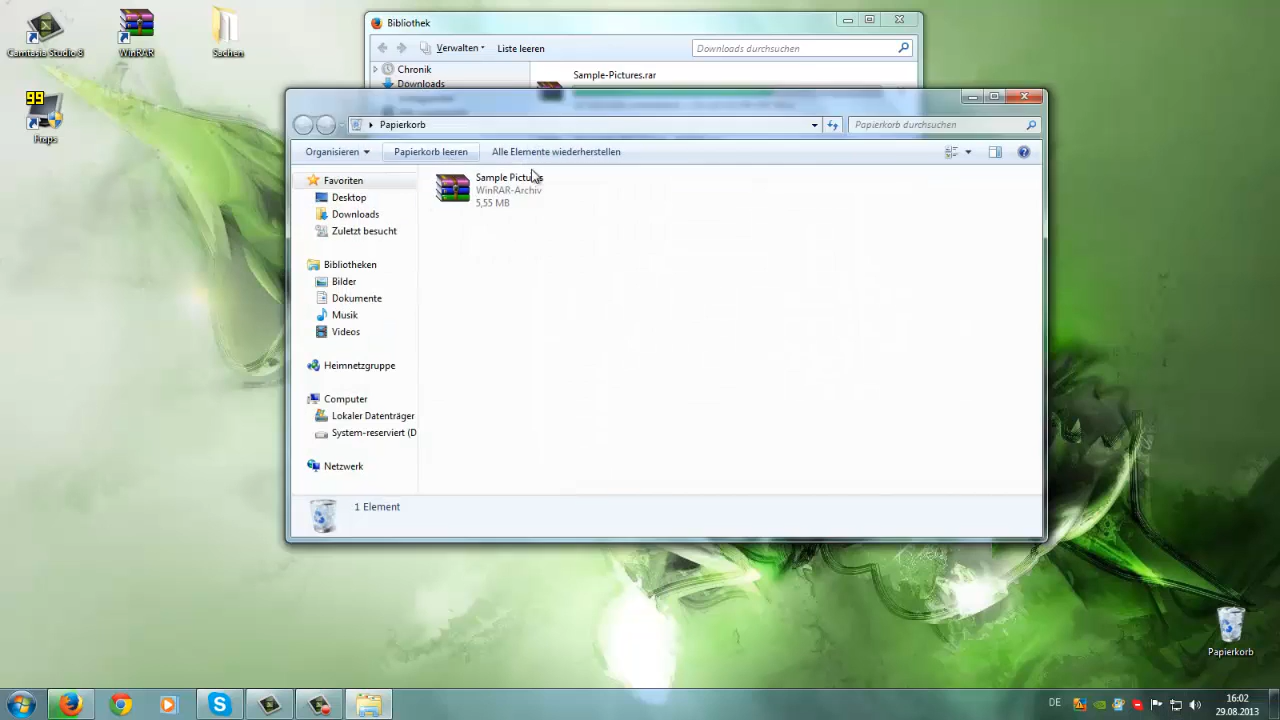 Camtasia Studio 8
WinRAR
Sachen
99
Fraps
Bibliothek
Verwalten
Liste leeren
Downloads durchsuchen
Chronik
Downloads
Sample-Pictures.rar
Papierkorb
Papierkorb durchsuchen
Organisieren
Papierkorb leeren
Alle Elemente wiederherstellen
Favoriten
Desktop
Downloads
Zuletzt besucht
Bibliotheken
Bilder
Dokumente
Musik
Videos
Heimnetzgruppe
Computer
Lokaler Datenträger
System-reserviert (D
Netzwerk
Sample Pictures
WinRAR-Archiv
5,55 MB
1 Element
Papierkorb
DE
16:02
29.08.2013